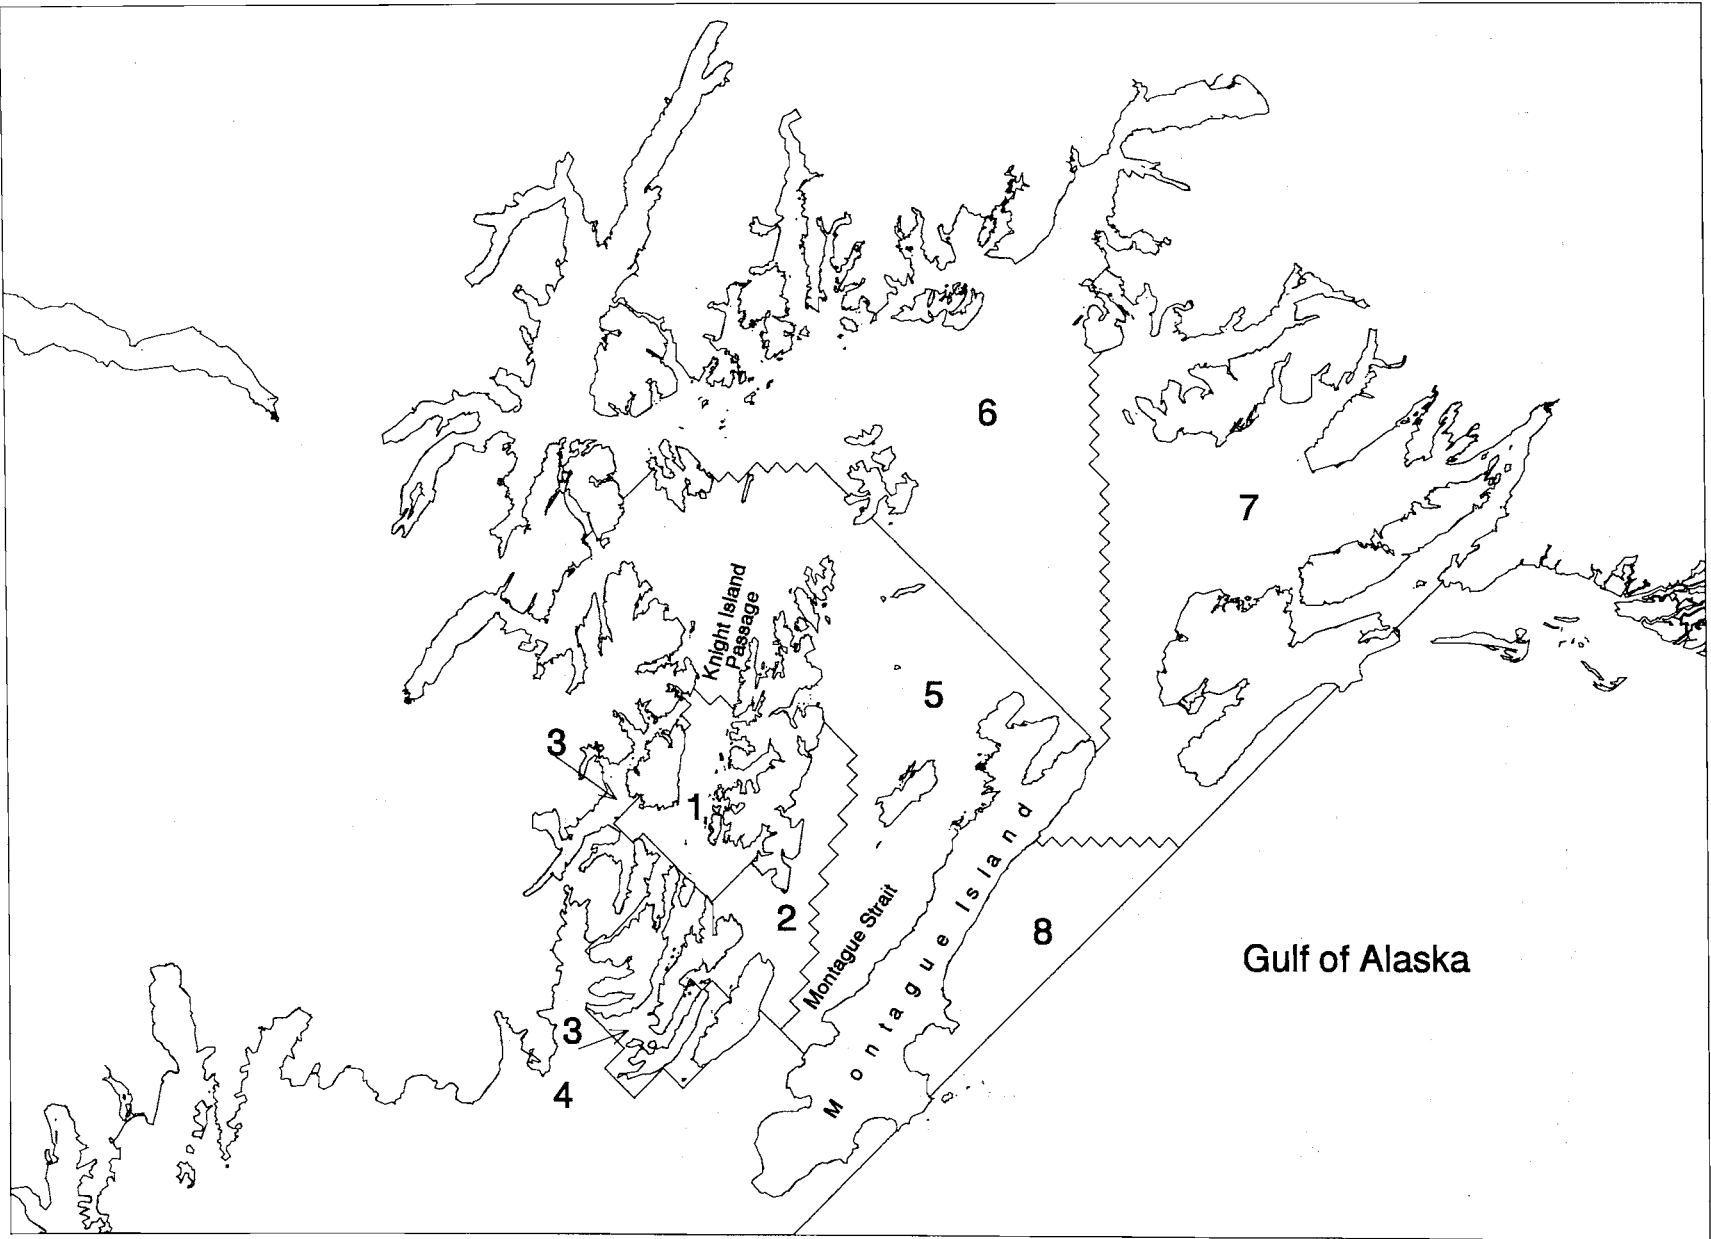 6
7
Knight Island
Passage
5
3
1
2
Montague Strait
Montague Island
8
Gulf of Alaska
3
4